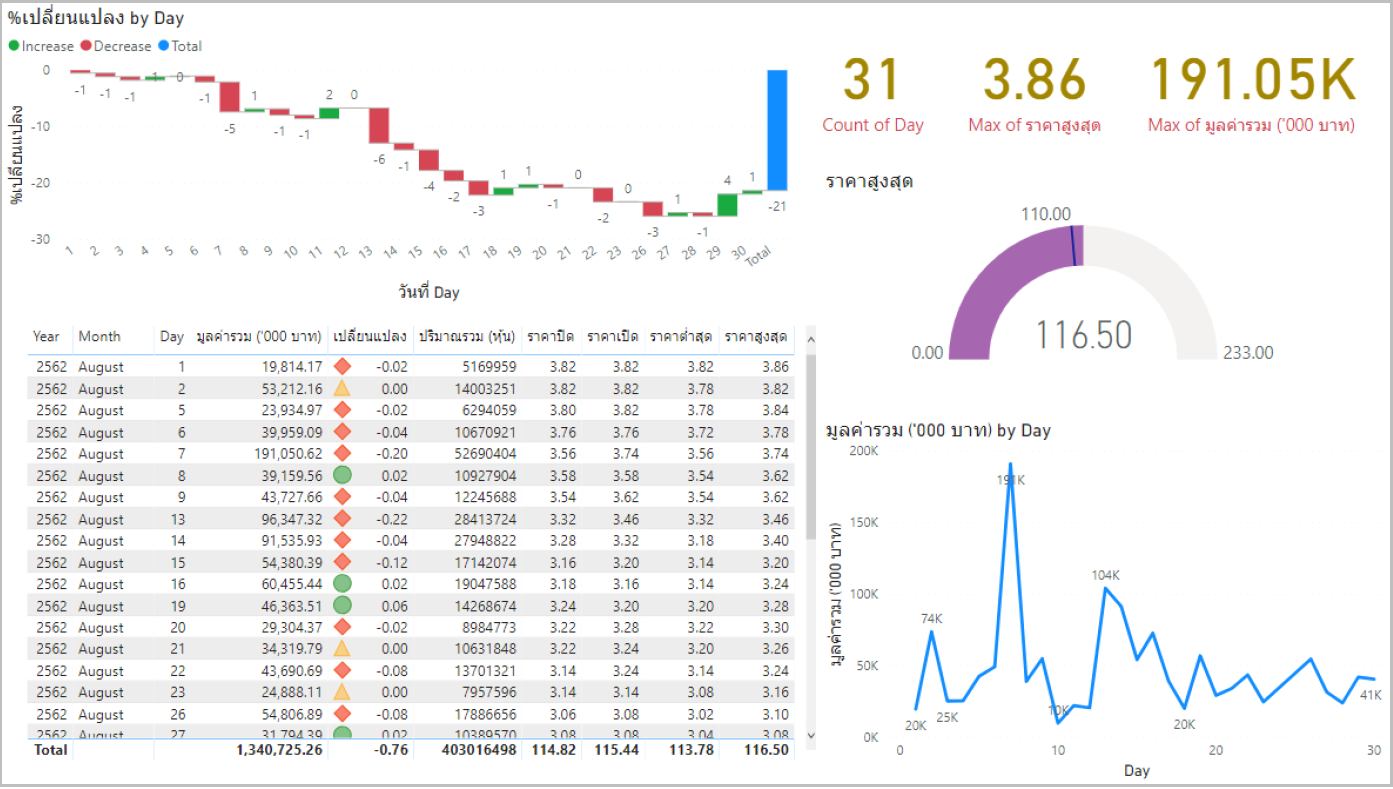 %เปลี่ยนแปลง by Day
Increase Decrease Total
%เปลี่ยนแปลง
0
-10
-20
-30
-1 -1 -1 1 0 -1 -5 1 -1 -1 2 0 -6 -1 -4 -2 -3 1 1 -1 0 -2 0 -3 1 -1 4 1 -21
1 2 3 4 5 6 7 8 9 10 11 12 13 14 15 16 17 18 19 20 21 22 23 26 27 28 29 30 Total
วันที่ Day
31 3.86 191.05K
Count of Day Max of ราคาสูงสุด Max of มูลค่ารวม ('000 บาท)
ราคาสูงสุด
110.00
116.50
0.00 233.00
Year Month Day มูลค่ารวม ('000 บาท) เปลี่ยนแปลง ปริมาณรวม (หุ้น) ราคาปิด ราคาเปิด ราคาต่ำสุด ราคาสูงสุด
2562 August 1 19,814.17 -0.02 5169959 3.82 3.82 3.82 3.86
2562 August 2 53,212.16 0.00 14003251 3.82 3.82 3.78 3.82
2562 August 5 23,934.97 -0.02 6294059 3.80 3.82 3.78 3.84
2562 August 6 39,959.09 -0.04 10670921 3.76 3.76 3.72 3.78
2562 August 7 191,050.62 -0.20 52690404 3.56 3.74 3.56 3.74
2562 August 8 39,159.56 0.02 10927904 3.58 3.58 3.54 3.62
2562 August 9 43,727.66 -0.04 12245688 3.54 3.62 3.54 3.62
2562 August 13 96,347.32 -0.22 28413724 3.32 3.46 3.32 3.46
2562 August 14 91,535.93 -0.04 27948822 3.28 3.32 3.18 3.40
2562 August 15 54,380.39 -0.12 17142074 3.16 3.20 3.14 3.20
2562 August 16 60,455.44 0.02 19047588 3.18 3.16 3.14 3.24
2562 August 19 46,363.51 0.06 14268674 3.24 3.20 3.20 3.28
2562 August 20 29,304.37 -0.02 8984773 3.22 3.28 3.22 3.30
2562 August 21 34,319.79 0.00 10631848 3.22 3.24 3.20 3.26
2562 August 22 43,690.69 -0.08 13701321 3.14 3.24 3.14 3.24
2562 August 23 24,888.11 0.00 7957596 3.14 3.14 3.08 3.16
2562 August 26 54,806.89 -0.08 17886656 3.06 3.08 3.02 3.10
2562 August 27 31,794.39 0.02 10389570 3.08 3.08 3.04 3.08
Total 1,340,725.26 -0.76 403016498 114.82 115.44 113.78 116.50
มูลค่ารวม ('000 บาท) by Day
มูลค่ารวม ('000 บาท)
200K
150K
100K
50K
0K
20K 74K 25K 191K 10K 104K 20K 41K
0 10 20 30
Day